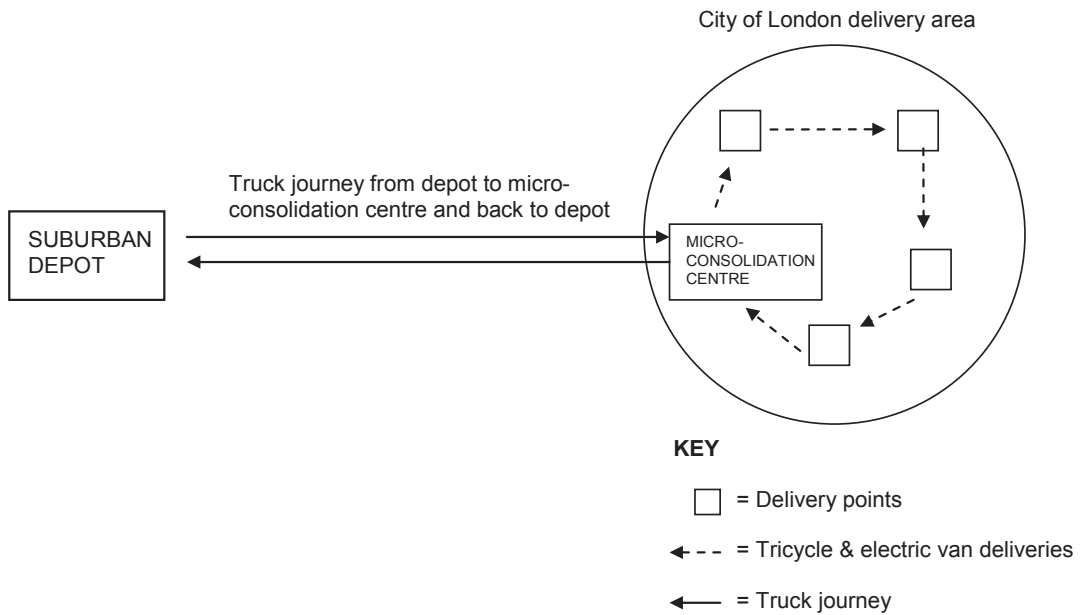 City of London delivery area
Truck journey from depot to micro-
consolidation centre and back to depot
SUBURBAN
DEPOT
MICRO-
CONSOLIDATION
CENTRE
KEY
= Delivery points
= Tricycle & electric van deliveries
= Truck journey